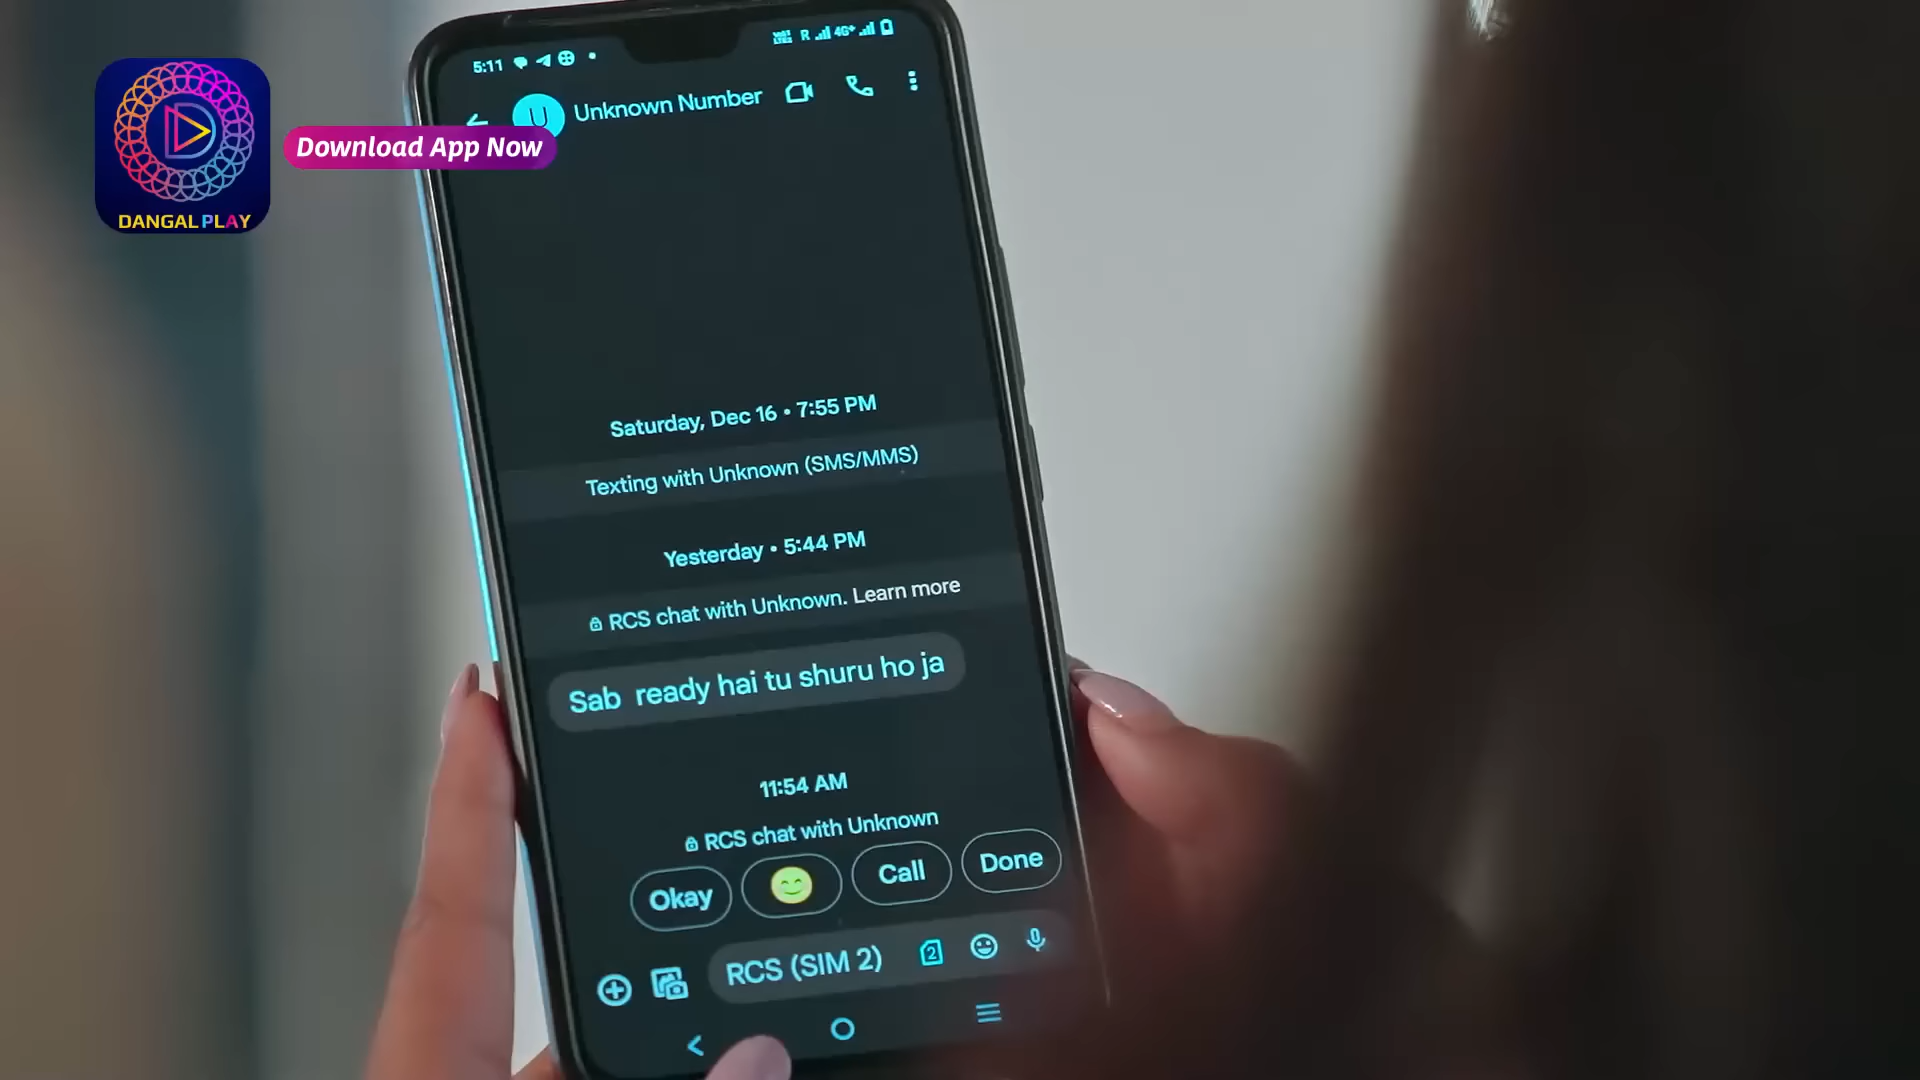 DANGAL PLAY
Download App Now
5:11
R 4G+
U Unknown Number
Saturday, Dec 16 • 7:55 PM
Texting with Unknown (SMS/MMS)
Yesterday • 5:44 PM
RCS chat with Unknown. Learn more
Sab ready hai tu shuru ho ja
11:54 AM
RCS chat with Unknown
Okay
Call
Done
RCS (SIM 2)
2